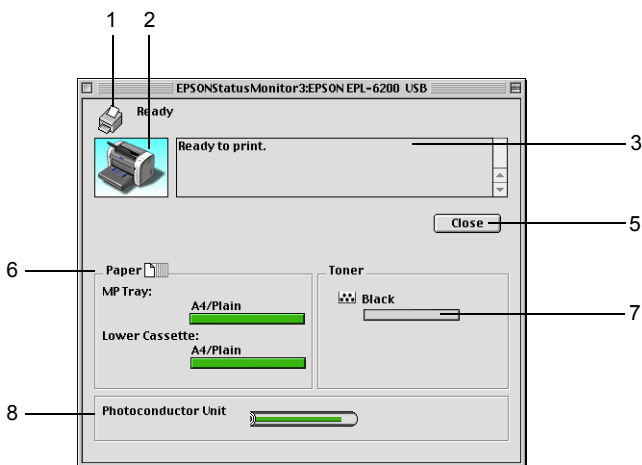 1 2
EPSONStatusMonitor3:EPSON EPL-6200 USB
Ready
Ready to print.
3
Close
5
6
Paper
Toner
MP Tray:
A4/Plain
Black
7
Lower Cassette:
A4/Plain
8
Photoconductor Unit